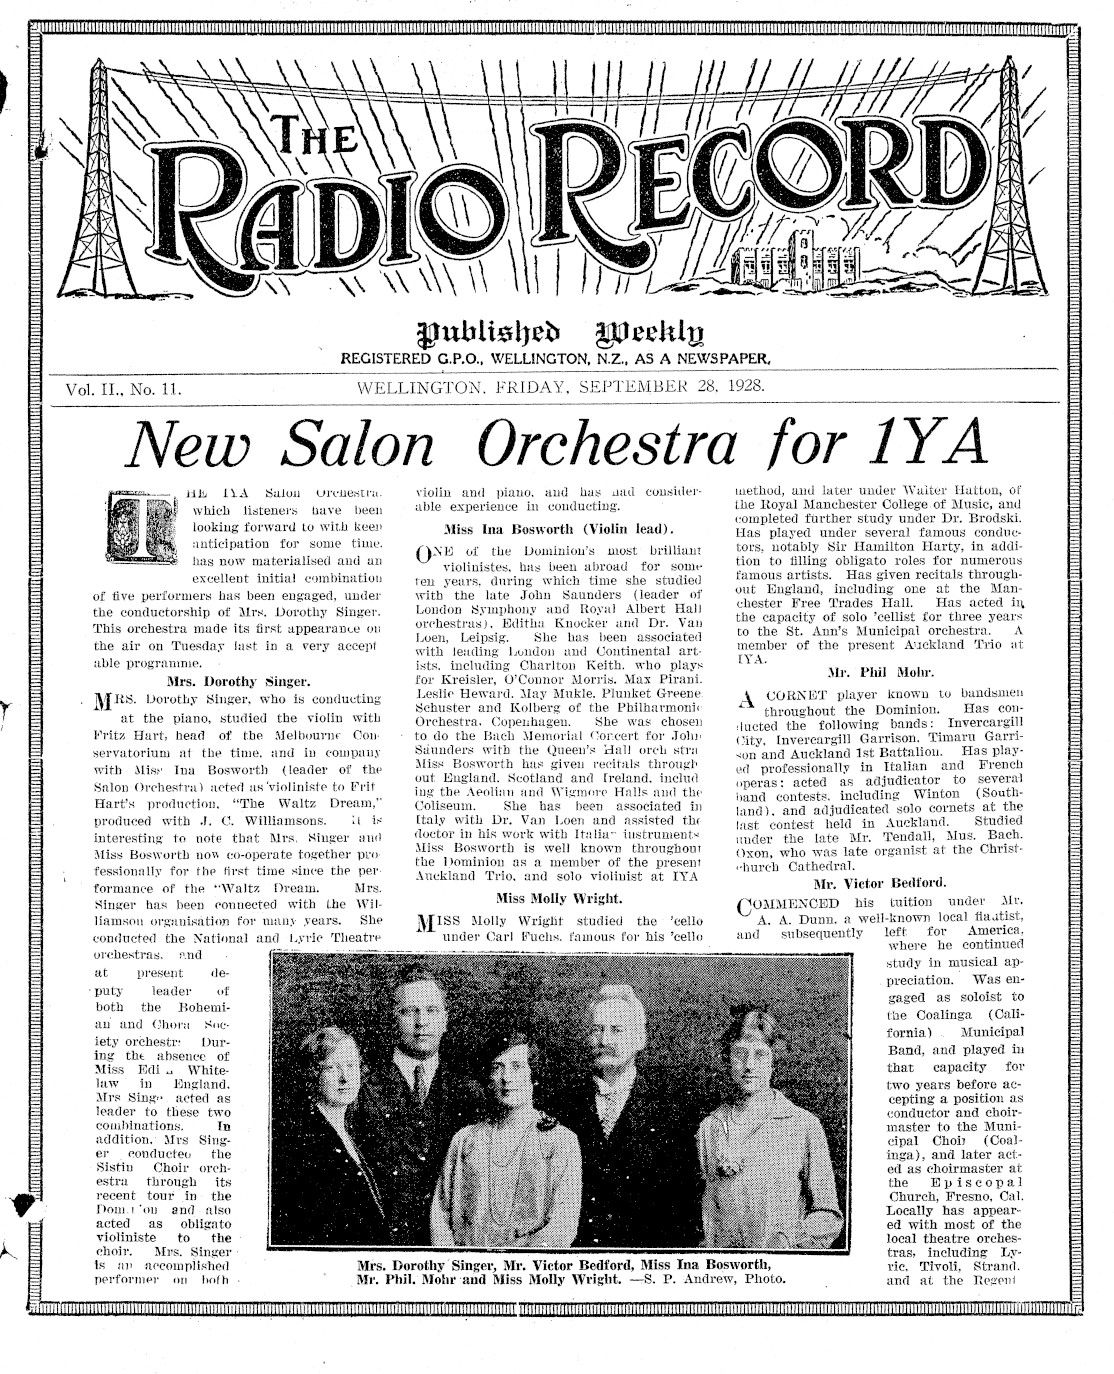 THE
RADIO RECORD
Published Weekly
REGISTERED G.P.O., WELLINGTON, N.Z., AS A NEWSPAPER,
Vol. II., No. 11.
WELLINGTON, FRIDAY, SEPTEMBER 28, 1928.
New Salon Orchestra for 1YA
THE 1YA Salon Orchestra,
which listeners have been
looking forward to with keen
anticipation for some time,
has now materialised and an
excellent initial combination
of five performers has been engaged, under
the conductorship of Mrs. Dorothy Singer.
This orchestra made its first appearance on
the air on Tuesday last in a very accept
able programme.
Mrs. Dorothy Singer.
MRS. Dorothy Singer, who is conducting
at the piano, studied the violin with
Fritz Hart, head of the Melbourne Con-
servatorium at the time, and in company
with Miss Ina Bosworth (leader of the
Salon Orchestra) acted as violiniste to Frit
Hart's production, "The Waltz Dream,"
produced with J. C. Williamsons. It is
interesting to note that Mrs. Singer and
Miss Bosworth now co-operate together pro-
fessionally for the first time since the per-
formance of the "Waltz Dream. Mrs.
Singer has been connected with the Wil-
liamson organisation for many years. She
conducted the National and Lyric Theatre
orchestras, and
at present de-
puty leader of
both the Bohemi-
an and Chora Soc-
iety orchestr Dur-
ing the absence of
Miss White-
law in England,
Mrs acted as
leader to these two
combinations. In
addition, Mrs Sing-
er conducted the
Sistin Choir orch-
estra through its
recent tour in the
and also
acted as obligato
violiniste to the
choir. Mrs. Singer
is an accomplished
performer on both
violin and piano, and has had consider-
able experience in conducting.
Miss Ina Bosworth (Violin lead).
ONE of the Dominion's most brilliant
violinistes, has been abroad for some
ten years, during which time she studied
with the late John Saunders (leader of
London Symphony and Royal Albert Hall
orchestras), Editha Knocker and Dr. Van
Loen, Leipsig. She has been associated
with leading London and Continental art-
ists, including Charlton Keith, who plays
for Kreisler, O'Connor Morris, Max Pirani,
Leslie Heward, May Mukle, Plunket Greene
Schuster and Kolberg of the Philharmonic
Orchestra, Copenhagen. She was chosen
to do the Bach Memorial Concert for John
Saunders with the Queen's Hall orch stra
Miss Bosworth has given recitals through
out England, Scotland and Ireland, includ
ing the Aeolian and Wigmore Halls and the
Coliseum. She has been associated in
Italy with Dr. Van Loen and assisted the
doctor in his work with Italian instruments
Miss Bosworth is well known throughout
the Dominion as a member of the present
Auckland Trio, and solo violinist at 1YA
Miss Molly Wright.
MISS Molly Wright studied the 'cello
under Carl Fuchs, famous for his 'cello
method, and later under Walter Hatton, of
the Royal Manchester College of Music, and
completed further study under Dr. Brodski.
Has played under several famous conduc-
tors, notably Sir Hamilton Harty, in addi-
tion to filling obligato roles for numerous
famous artists. Has given recitals through-
out England, including one at the Man-
chester Free Trades Hall. Has acted in
the capacity of solo 'cellist for three years
to the St. Ann's Municipal orchestra. A
member of the present Auckland Trio at
1YA.
Mr. Phil Mohr.
A CORNET player known to bandsmen
throughout the Dominion. Has con-
ducted the following bands: Invercargill
City, Invercargill Garrison, Timaru Garri-
son and Auckland 1st Battalion. Has play-
ed professionally in Italian and French
operas; acted as adjudicator to several
band contests, including Winton (South-
land), and adjudicated solo cornets at the
last contest held in Auckland. Studied
under the late Mr. Tendall, Mus. Bach.
Oxon, who was late organist at the Christ-
church Cathedral.
Mr. Victor Bedford.
COMMENCED his tuition under Mr.
A. A. Dunn, a well-known local flautist,
and subsequently left for America,
where he continued
study in musical ap-
preciation. Was en-
gaged as soloist to
the Coalinga (Cali-
fornia) Municipal
Band, and played in
that capacity for
two years before ac-
cepting a position as
conductor and choir-
master to the Muni-
cipal Choir (Coal-
inga), and later act-
ed as choirmaster at
the Episcopal
Church, Fresno, Cal.
Locally has appear-
ed with most of the
local theatre orches-
tras, including Ly-
ric, Tivoli, Strand,
and at the Regent
Mrs. Dorothy Singer, Mr. Victor Bedford, Miss Ina Bosworth,
Mr. Phil. Mohr and Miss Molly Wright. —S. P. Andrew, Photo.